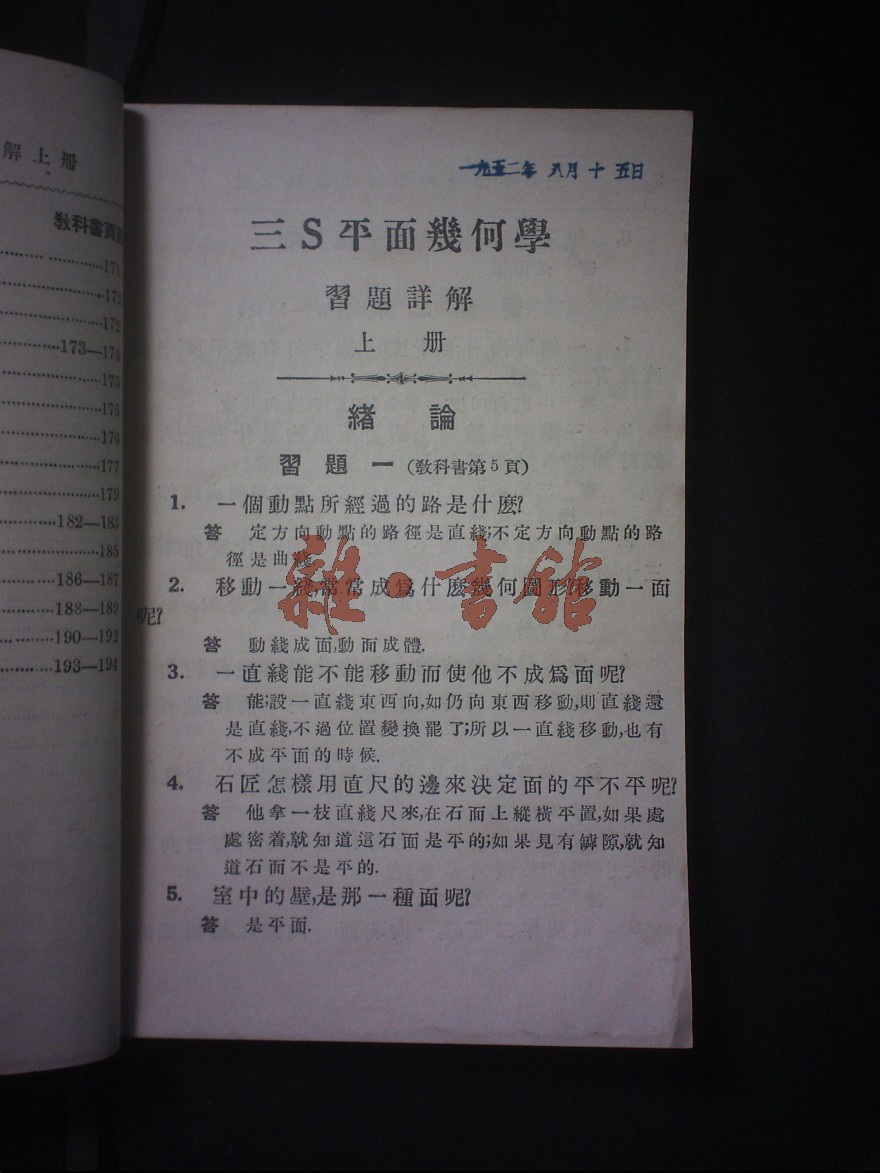 解上册
教科書頁
171
172
172
173—174
175
175
176
177
179
182—183
185
186—187
188—189
190—192
193—194
一九五二年 八月十五日
三S平面幾何學
習題詳解
上册
緒論
習題一(教科書第5頁)
1. 一個動點所經過的路是什麼?
答 定方向動點的路徑是直綫;不定方向動點的路
徑是曲綫.
2. 移動一綫,常常成爲什麼幾何圖形?移動一面
呢?
答 動綫成面,動面成體.
3. 一直綫能不能移動而使他不成爲面呢?
答 能;設一直綫東西向,如仍向東西移動,則直綫還
是直綫,不過位置變換罷了;所以一直綫移動,也有
不成平面的時候.
4. 石匠怎樣用直尺的邊來決定面的平不平呢?
答 他拿一枝直綫尺來,在石面上縱橫平置,如果處
處密着,就知道這石面是平的;如果見有罅隙,就知
道石面不是平的.
5. 室中的壁,是那一種面呢?
答 是平面.
雜·書館